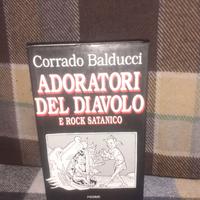 Corrado Balducci
ADORATORI
DEL DIAVOLO
E ROCK SATANICO
PIEMME